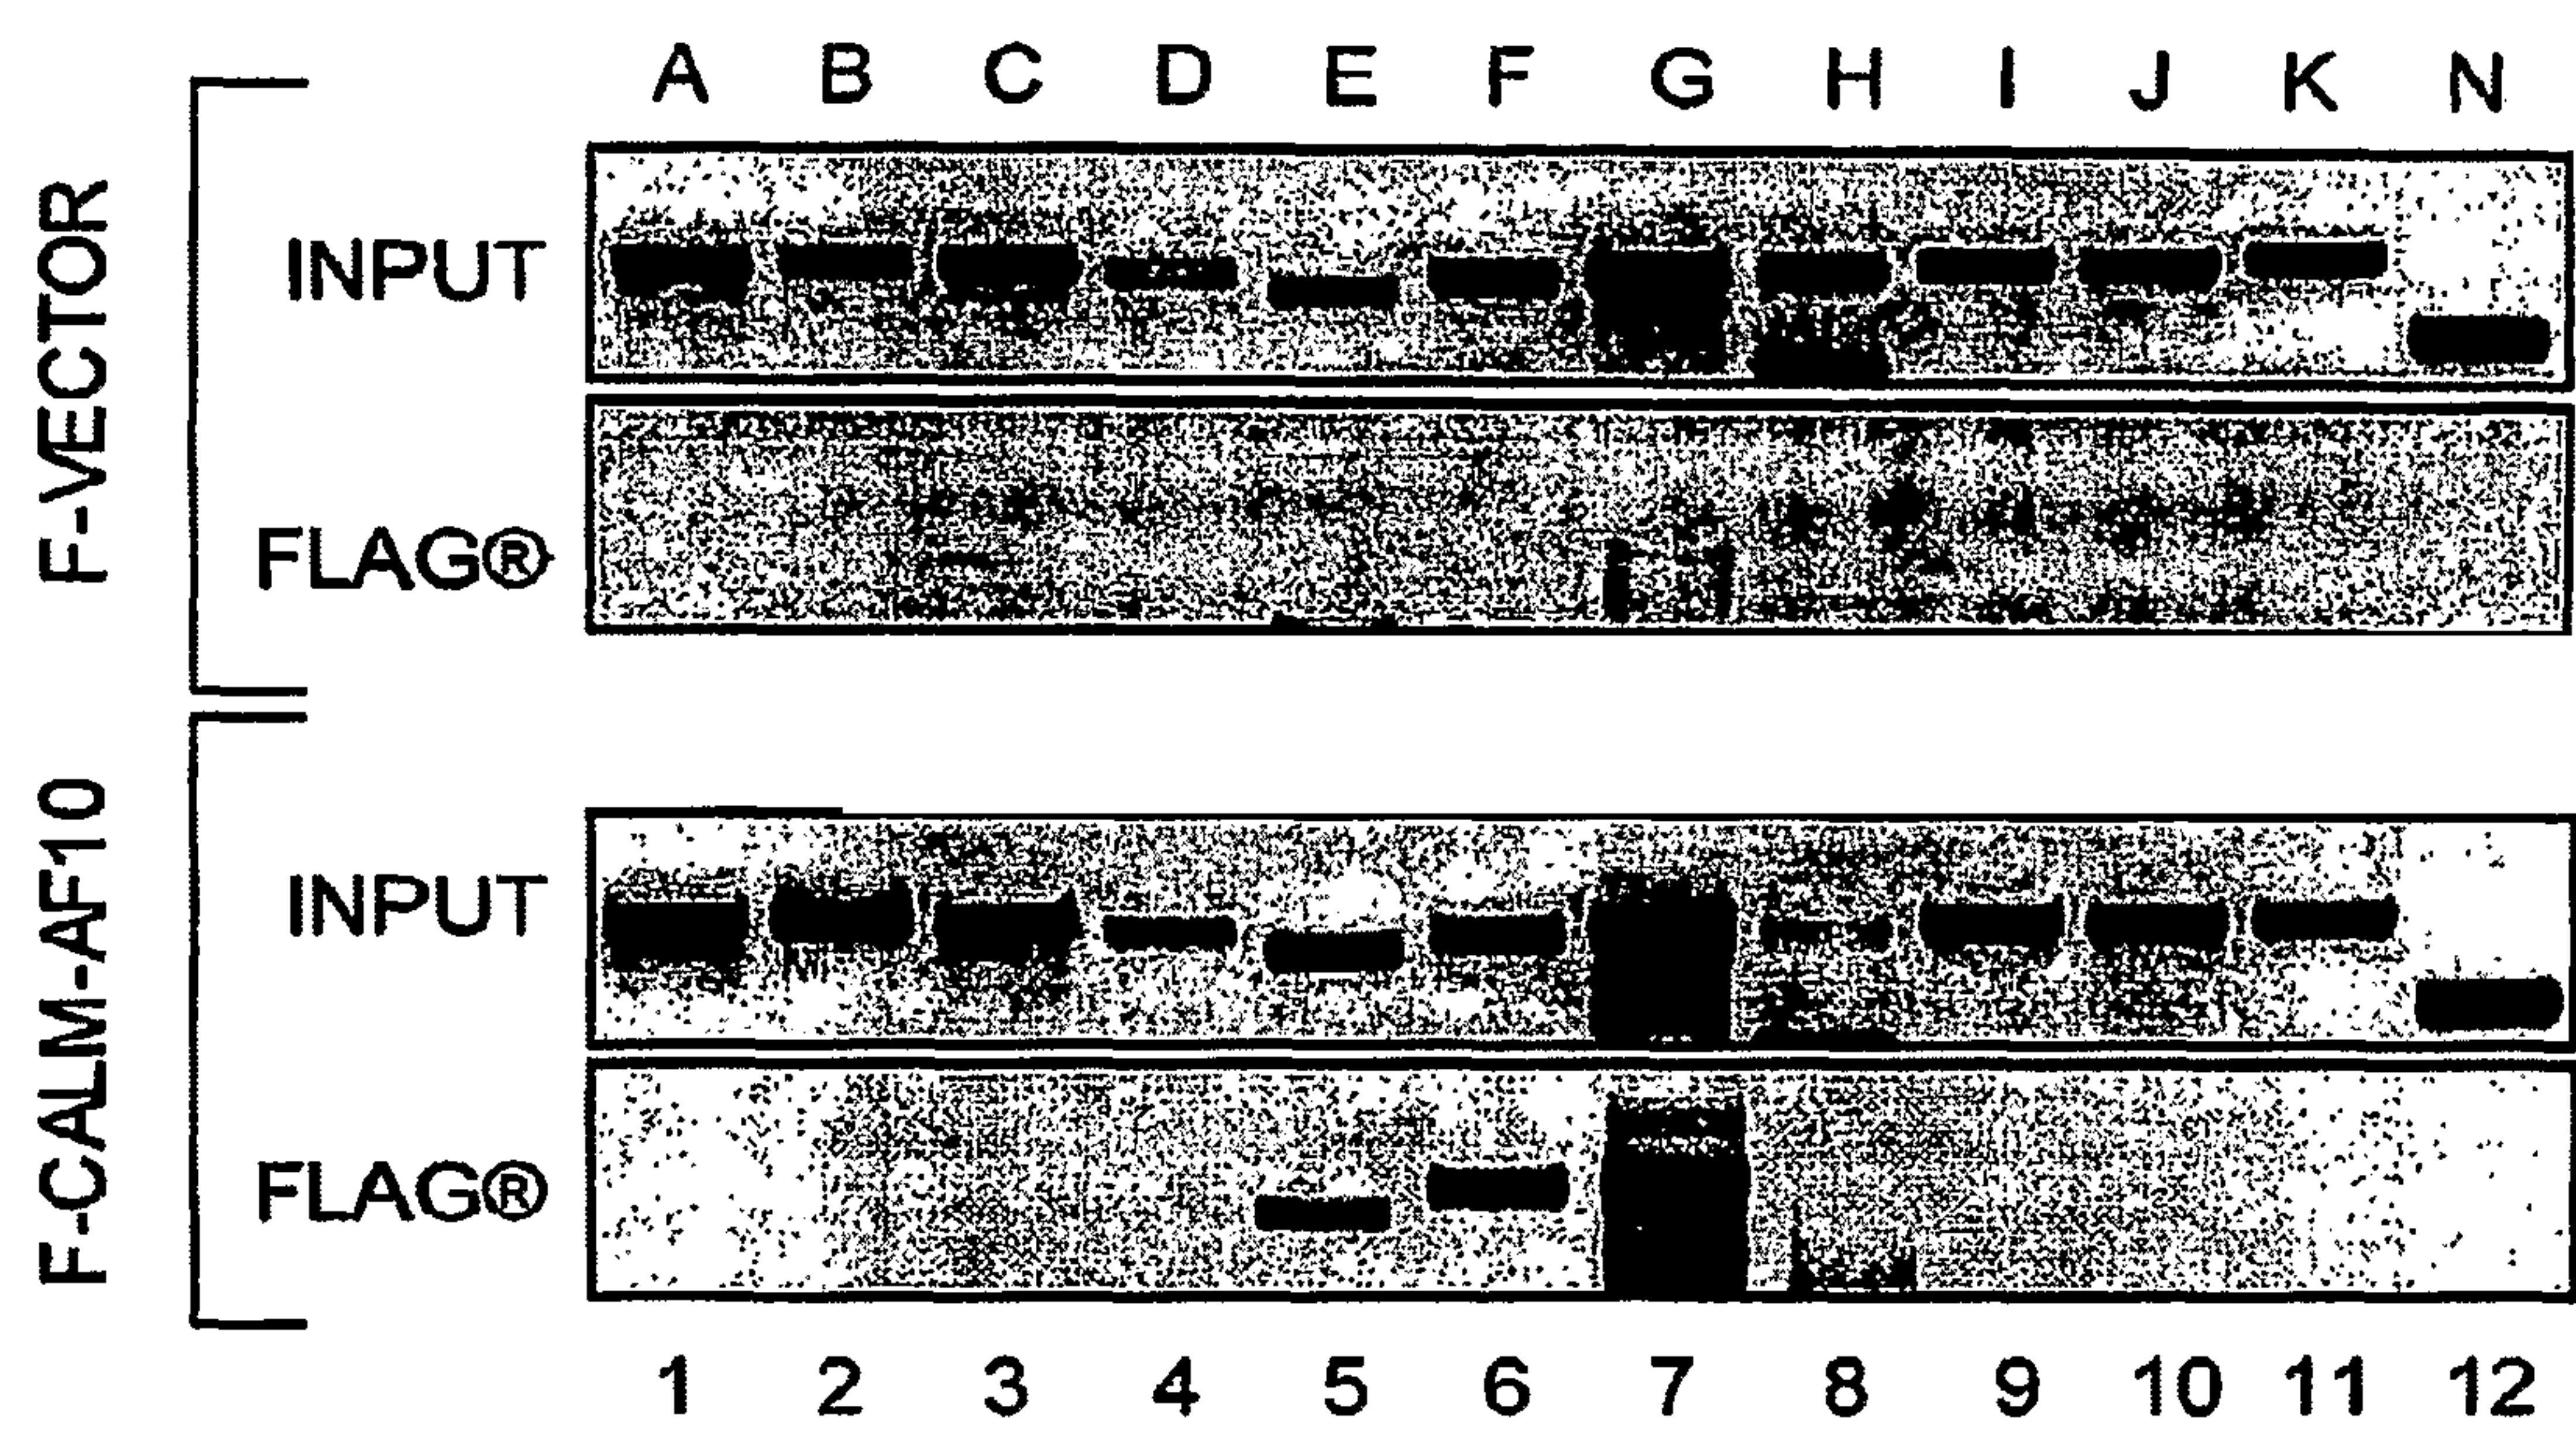 A B C D E F G H I J K N
F-VECTOR
INPUT
FLAG®
F-CALM-AF10
INPUT
FLAG®
1 2 3 4 5 6 7 8 9 10 11 12